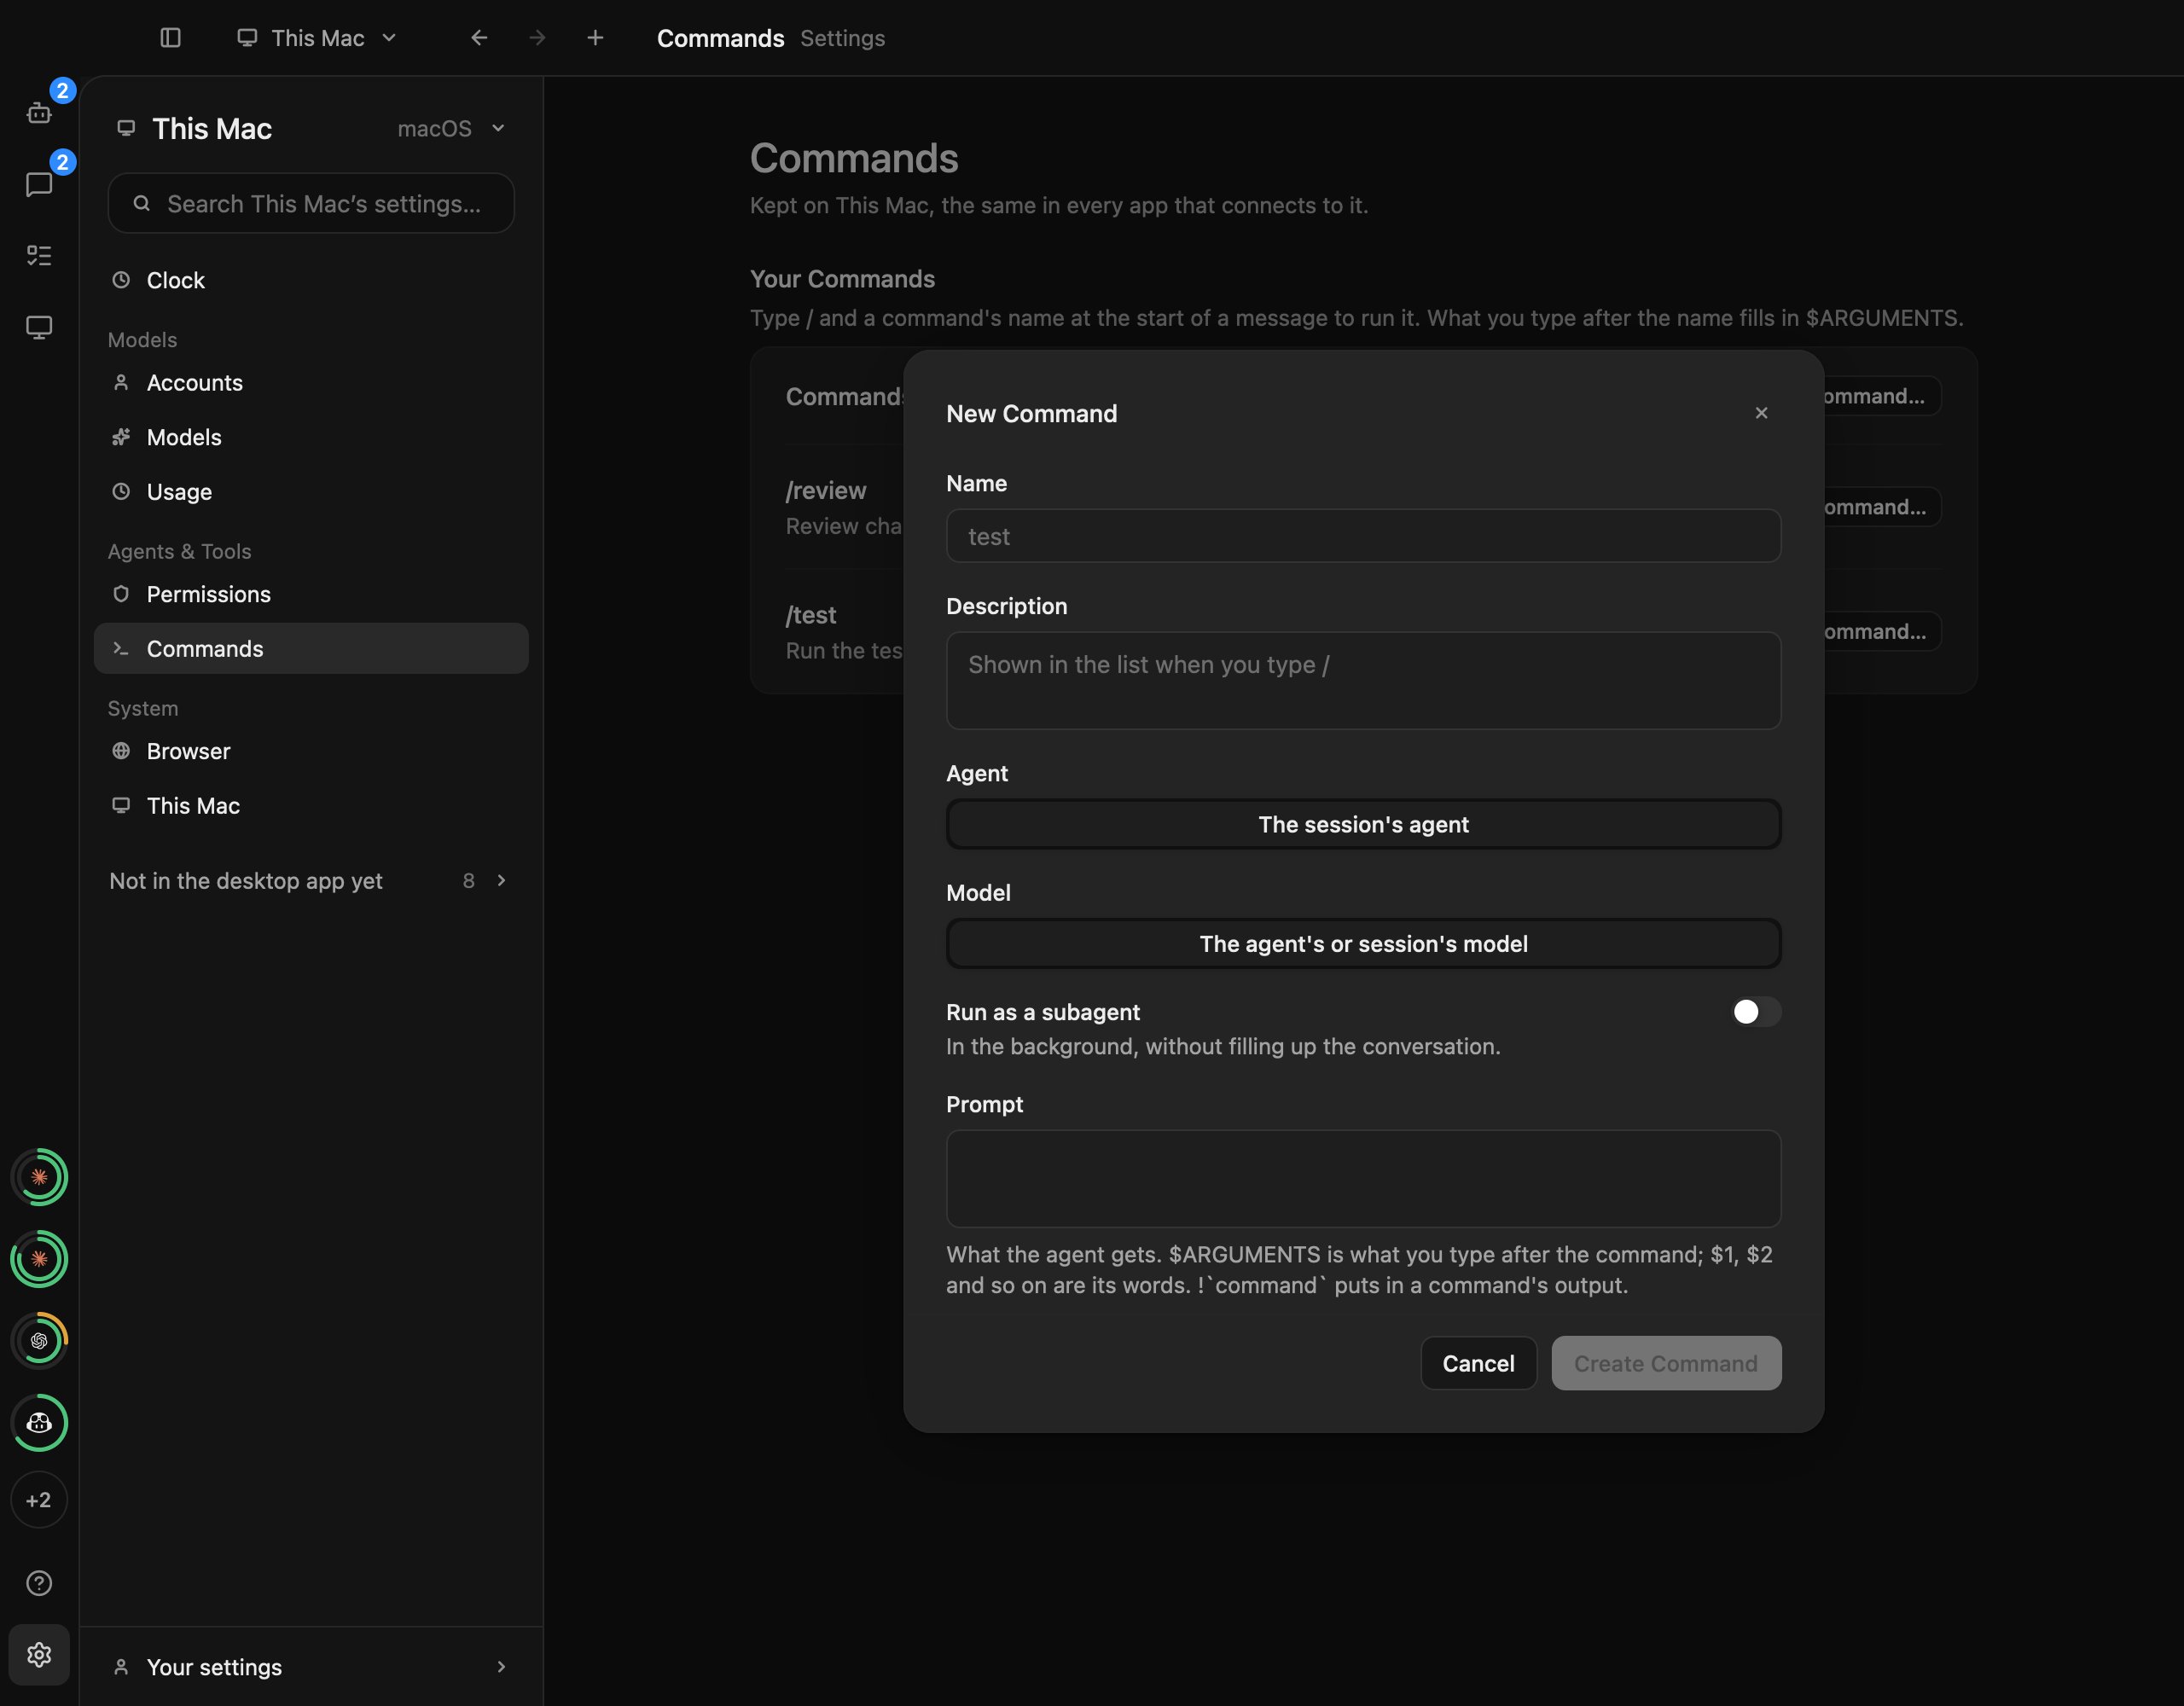 This Mac
Commands Settings
2
2
This Mac macOS
Search This Mac’s settings...
Clock
Models
Accounts
Models
Usage
Agents & Tools
Permissions
Commands
System
Browser
This Mac
Not in the desktop app yet 8
+2
Your settings
Commands
Kept on This Mac, the same in every app that connects to it.
Your Commands
Type / and a command's name at the start of a message to run it. What you type after the name fills in $ARGUMENTS.
Commands
ommand...
/review
Review cha
ommand...
/test
Run the tes
ommand...
New Command
Name
test
Description
Shown in the list when you type /
Agent
The session's agent
Model
The agent's or session's model
Run as a subagent
In the background, without filling up the conversation.
Prompt
What the agent gets. $ARGUMENTS is what you type after the command; $1, $2
and so on are its words. !`command` puts in a command's output.
Cancel Create Command